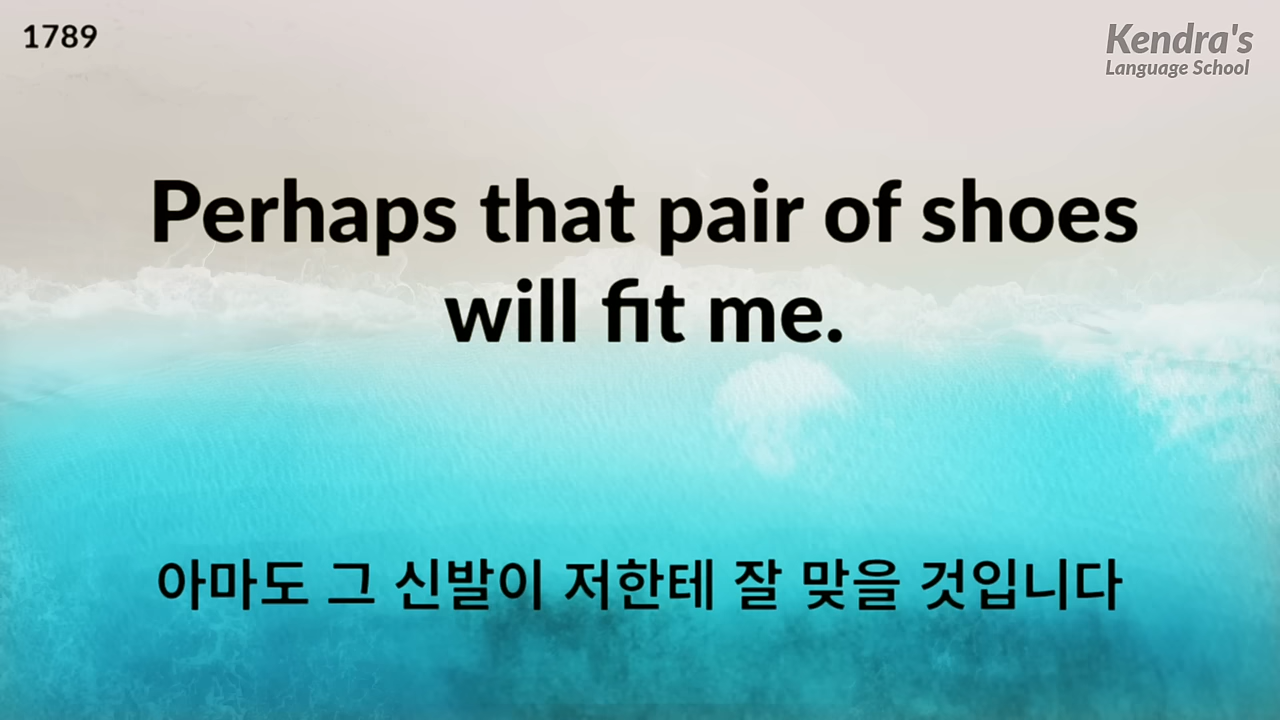 1789
Kendra's
Language School
Perhaps that pair of shoes
will fit me.
아마도 그 신발이 저한테 잘 맞을 것입니다